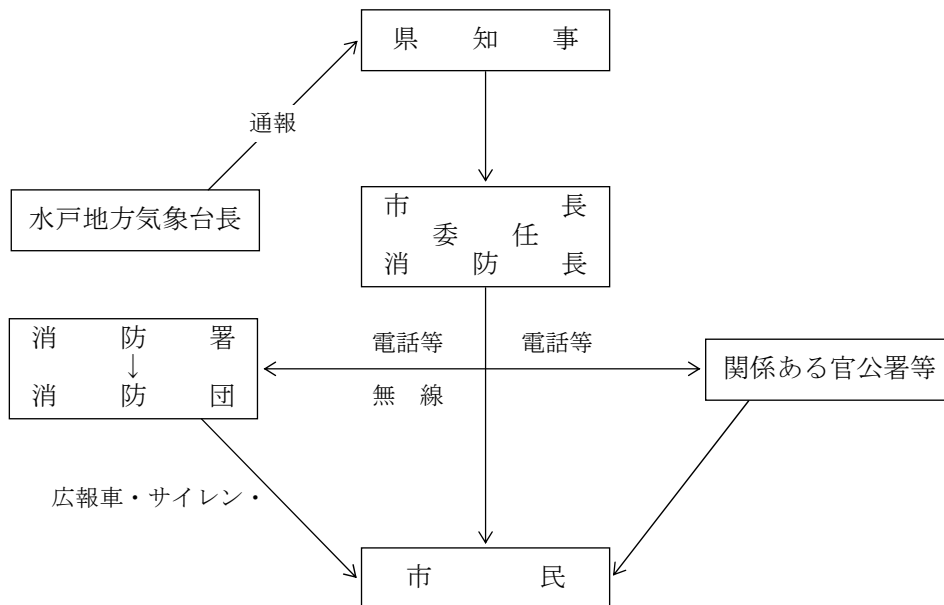 県 知 事
通報
水戸地方気象台長
市 長
委 任
消 防 長
消 防 署
↓
消 防 団
電話等
電話等
無 線
関係ある官公署等
広報車・サイレン・
市 民